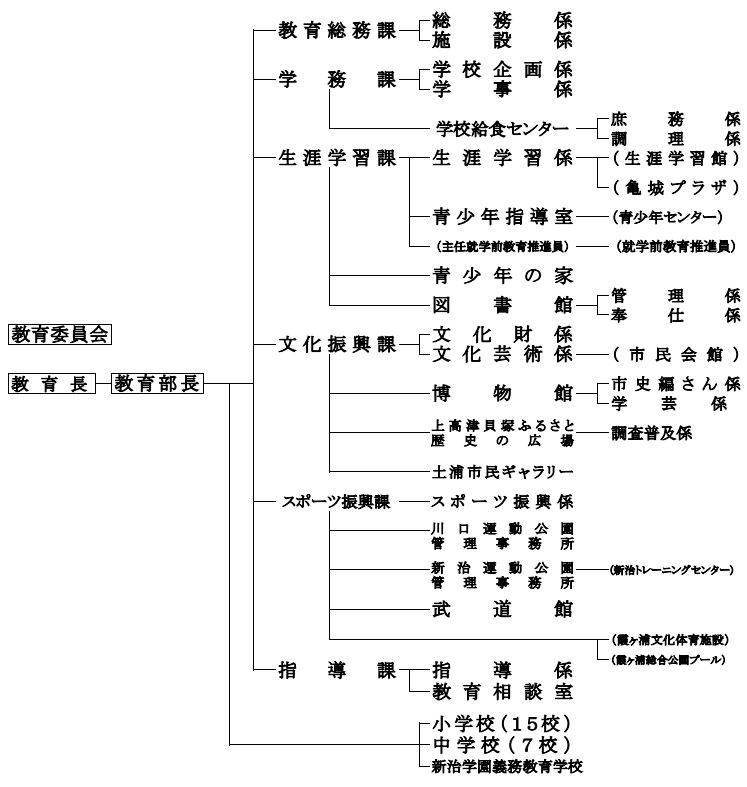 教育総務課 総務係
施設係
学務課 学校企画係
学事係
学校給食センター 庶務係
調理係
生涯学習課 生涯学習係 (生涯学習館)
(亀城プラザ)
青少年指導室 (青少年センター)
(主任就学前教育推進員) (就学前教育推進員)
青少年の家
図書館 管理係
奉仕係
教育委員会
文化振興課 文化財係
文化芸術係 (市民会館)
教育長 教育部長
博物館 市史編さん係
学芸係
上高津貝塚ふるさと
歴史の広場 調査普及係
土浦市民ギャラリー
スポーツ振興課 スポーツ振興係
川口運動公園
管理事務所
新治運動公園
管理事務所 (新治トレーニングセンター)
武道館
(霞ヶ浦文化体育施設)
(霞ヶ浦総合公園プール)
指導課 指導係
教育相談室
小学校(15校)
中学校(7校)
新治学園義務教育学校